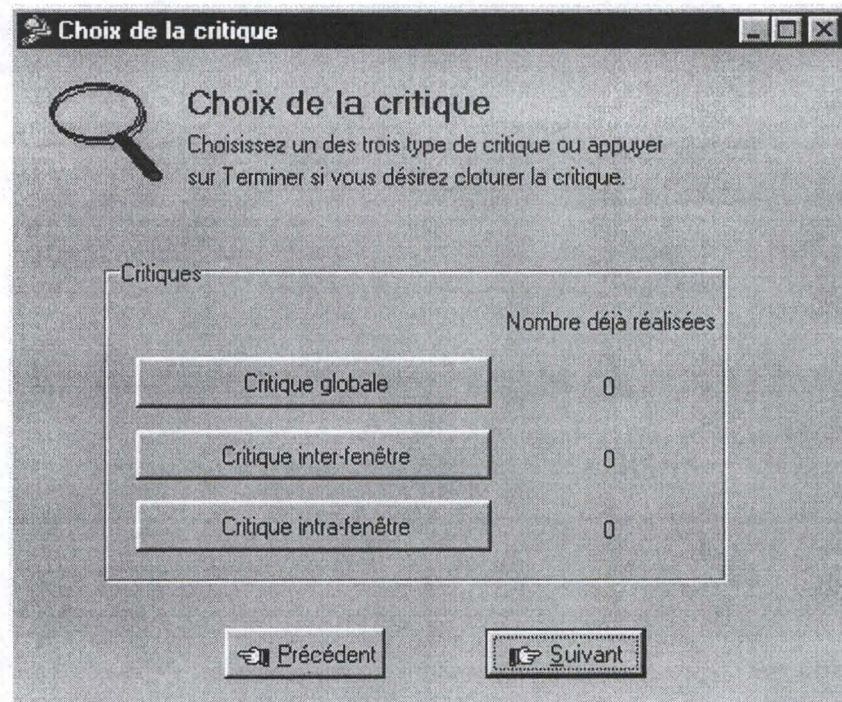 Choix de la critique
Choix de la critique
Choisissez un des trois type de critique ou appuyer
sur Terminer si vous désirez cloturer la critique.
Critiques
Nombre déjà réalisées
Critique globale 0
Critique inter-fenêtre 0
Critique intra-fenêtre 0
Précédent Suivant